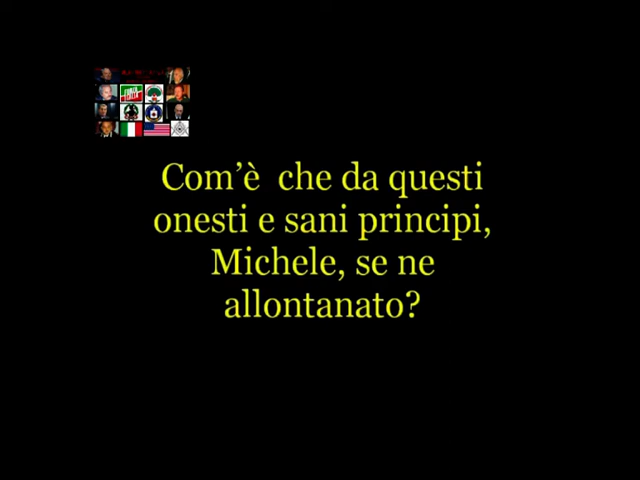 Com’è  che da questi
onesti e sani principi,
Michele, se ne
allontanato?